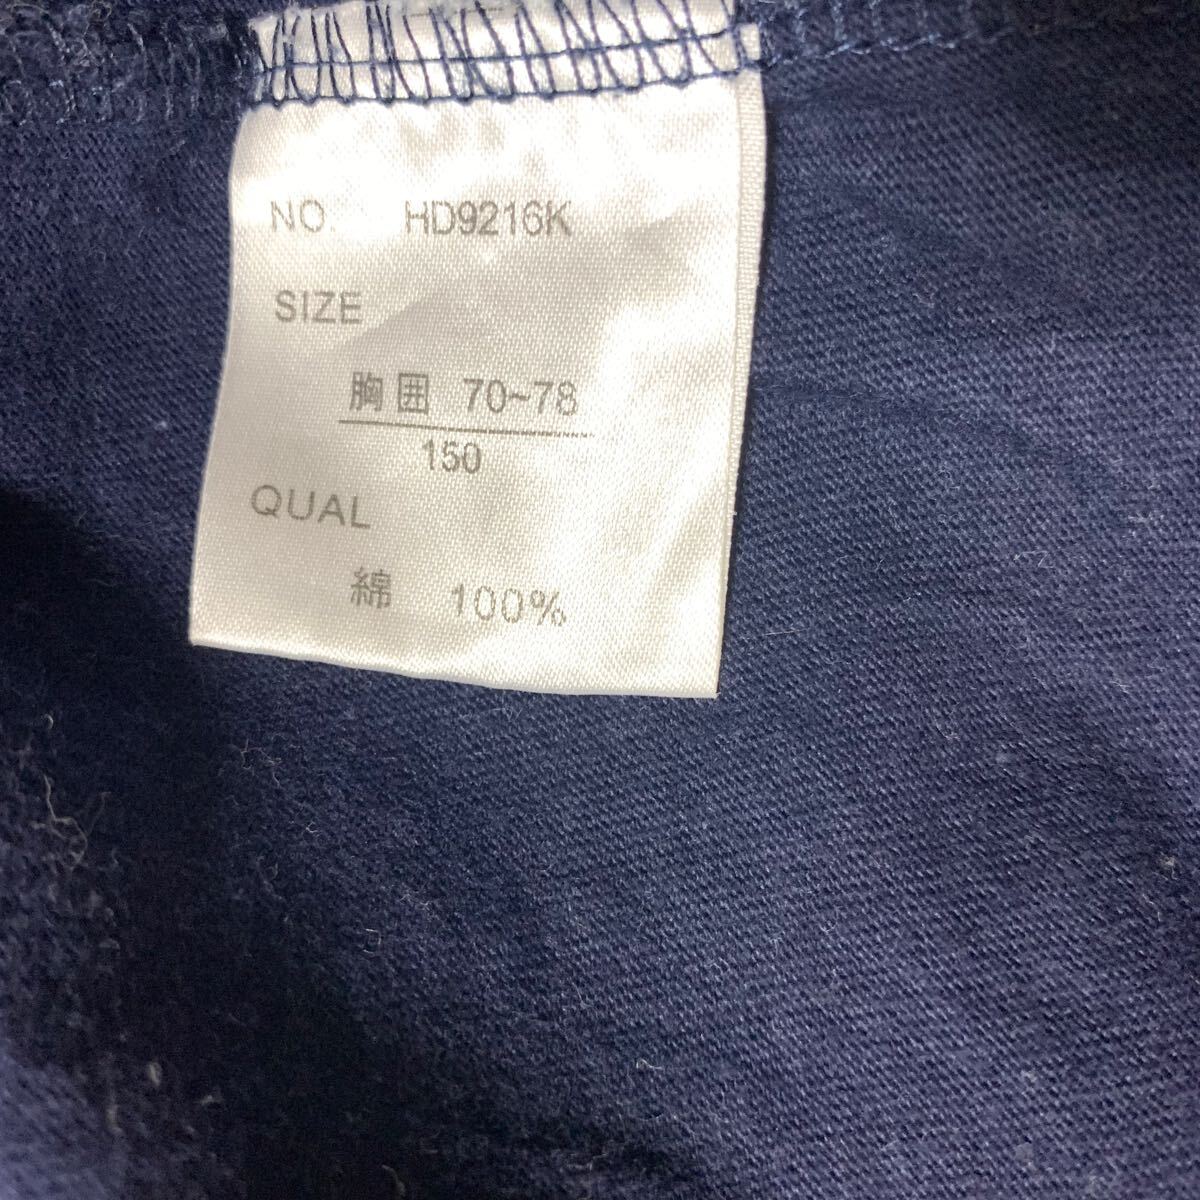 NO. HD9216K
SIZE
胸囲 70~78
150
QUAL
綿 100%